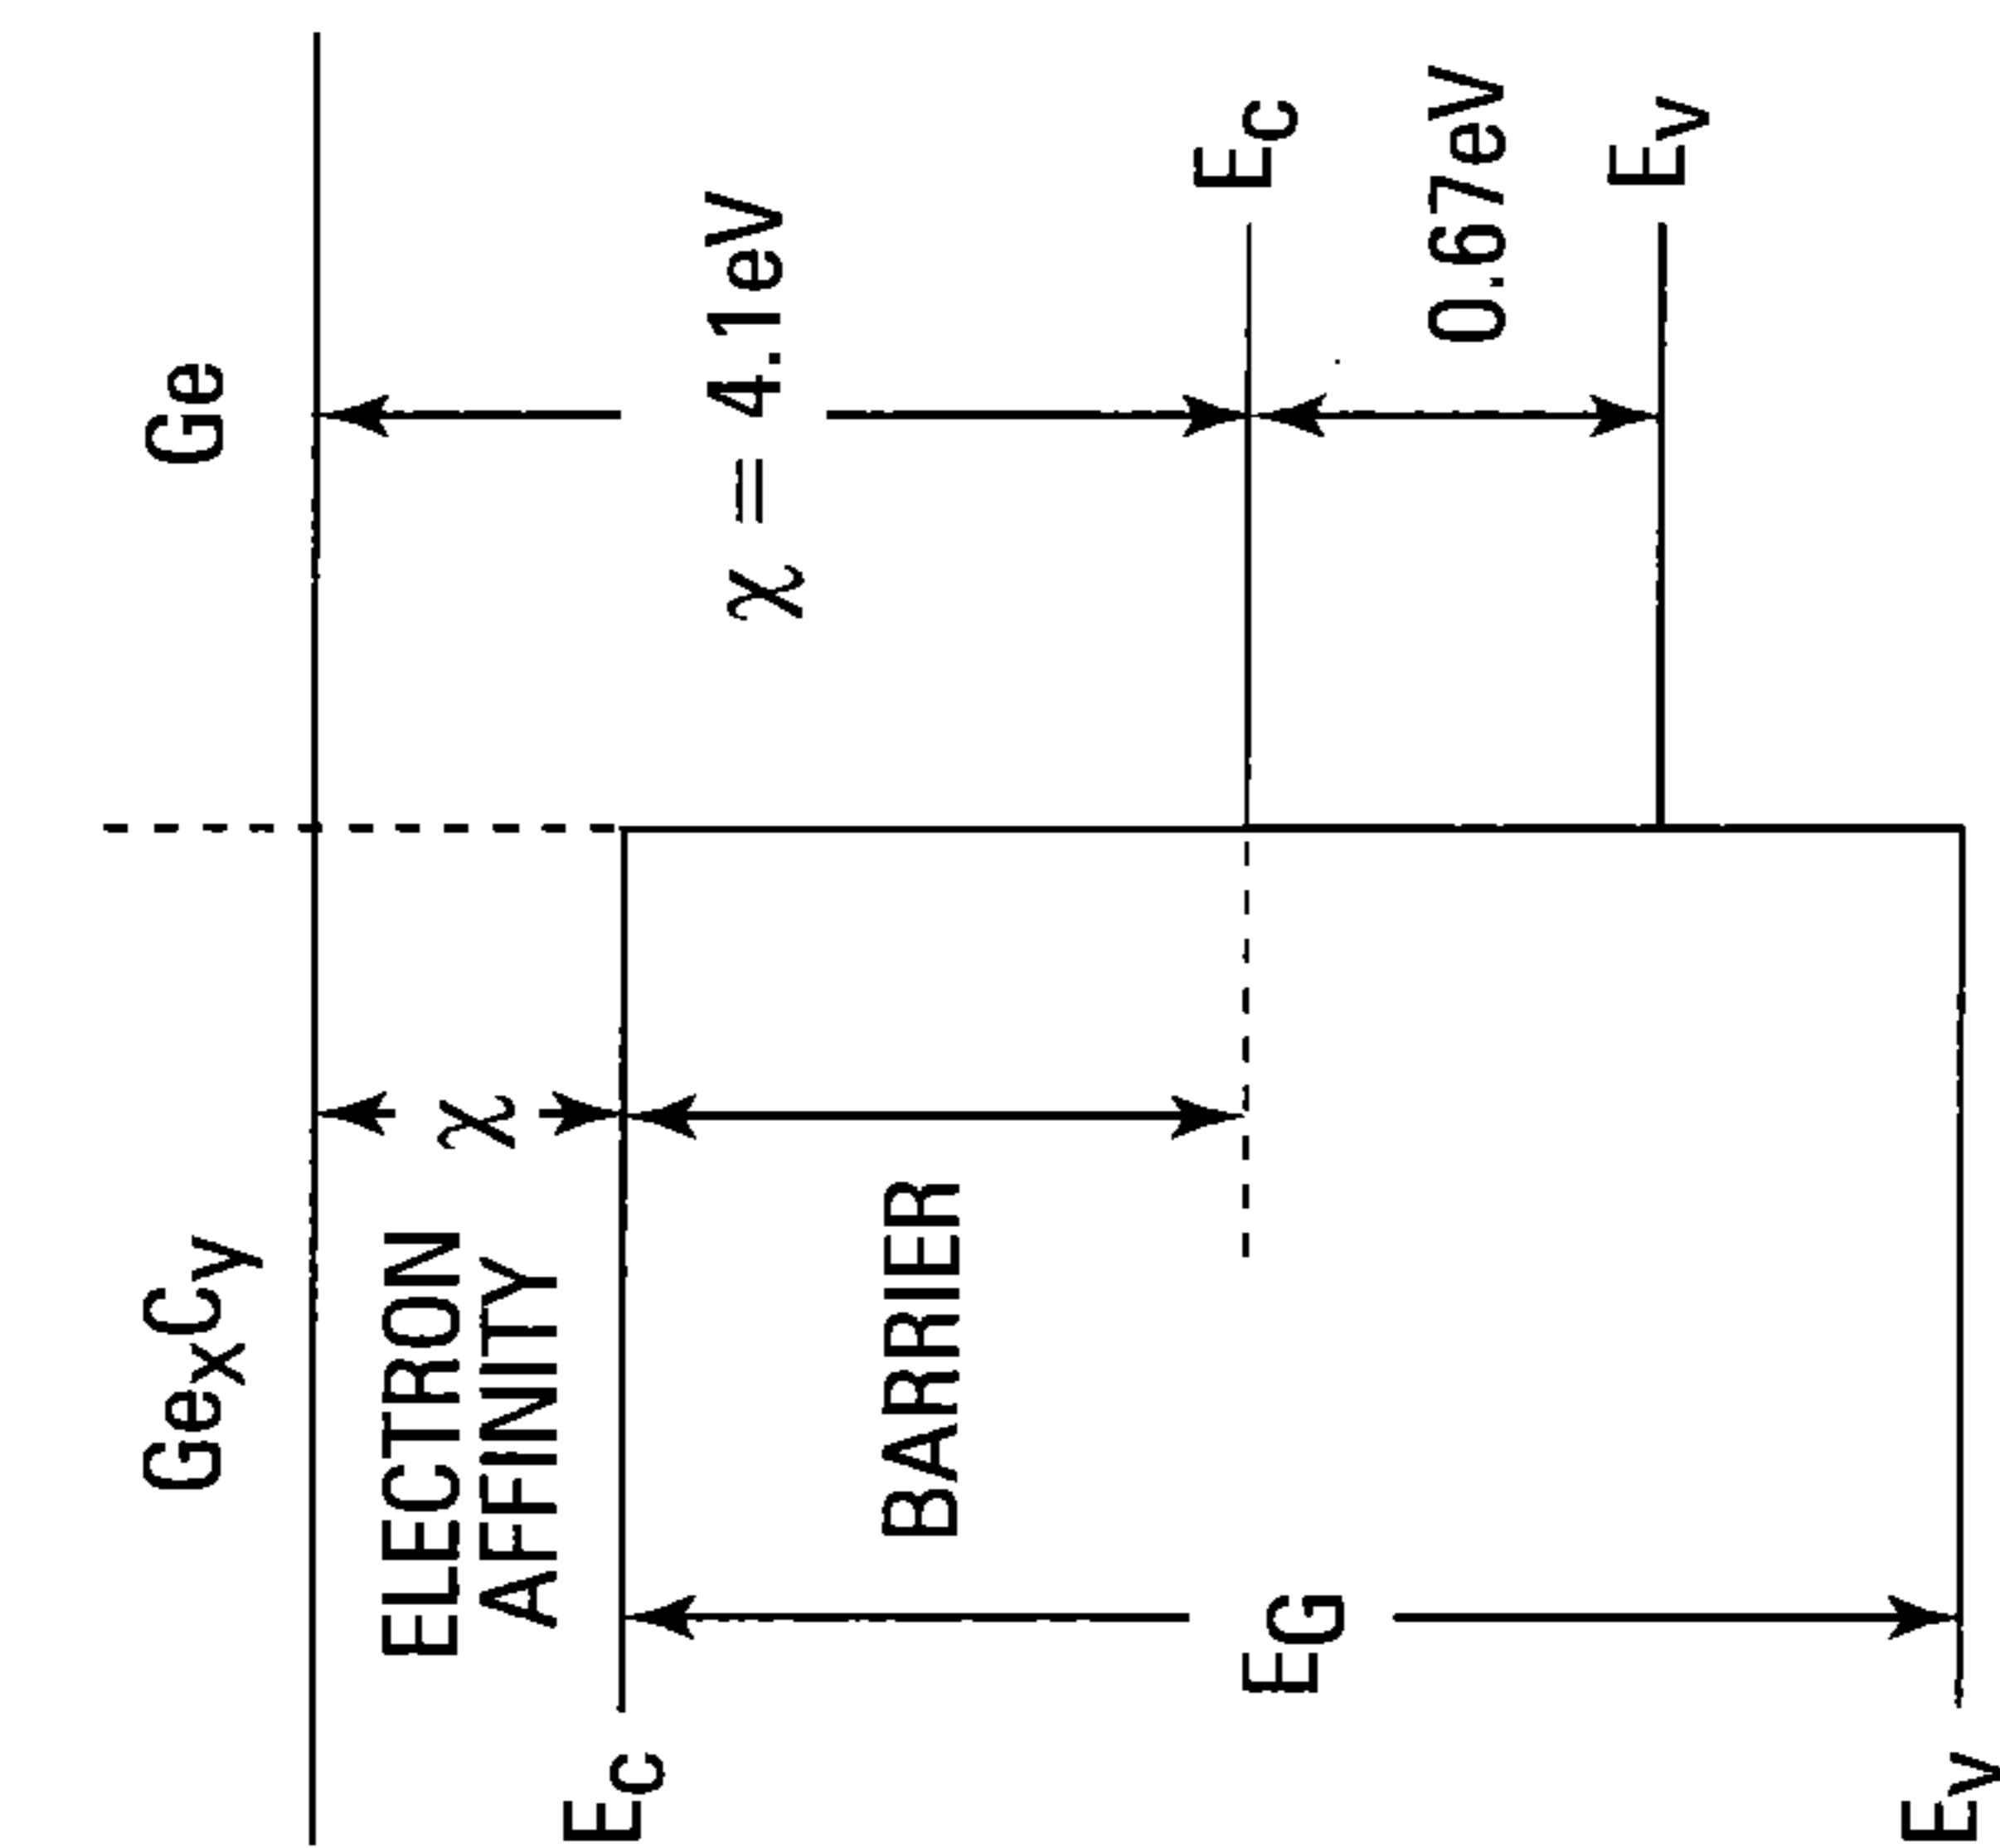 GexCy
Ge
ELECTRON
AFFINITY
χ
Ec
χ = 4.1eV
BARRIER
Ec
EG
0.67eV
Ev
Ev